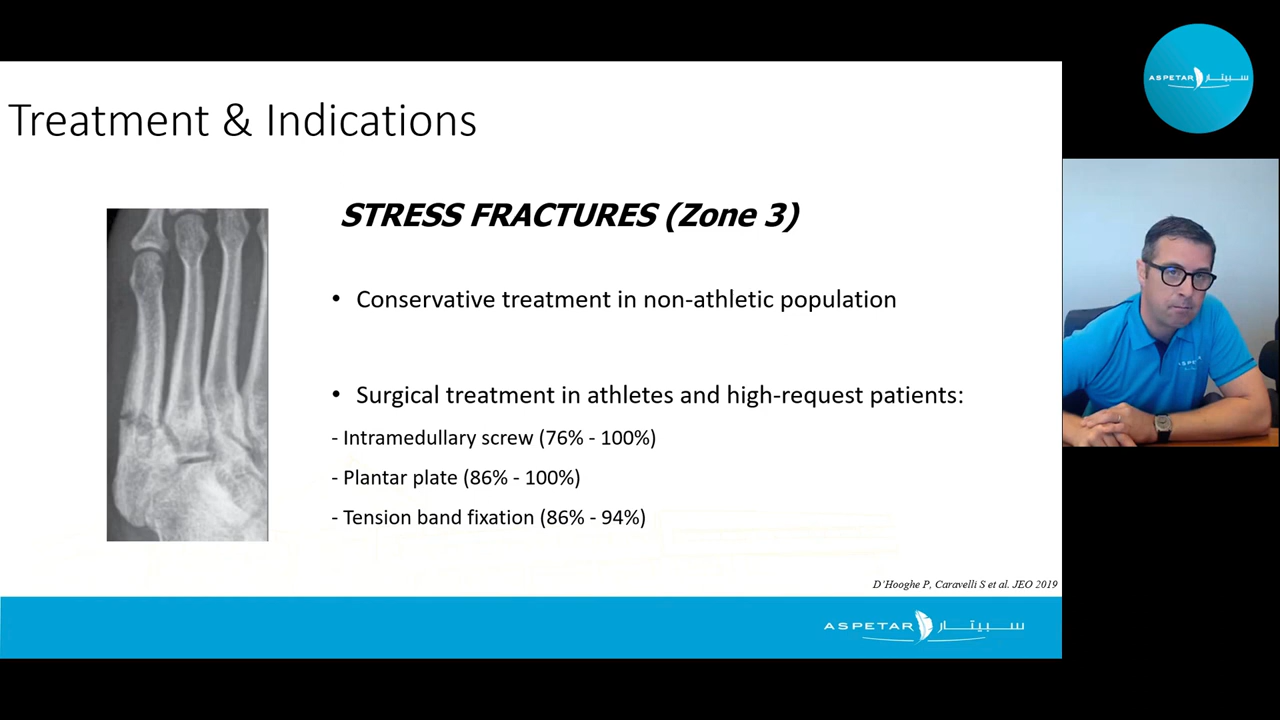 Treatment & Indications
STRESS FRACTURES (Zone 3)
• Conservative treatment in non-athletic population
• Surgical treatment in athletes and high-request patients:
- Intramedullary screw (76% - 100%)
- Plantar plate (86% - 100%)
- Tension band fixation (86% - 94%)
D'Hooghe P, Caravelli S et al. JEO 2019
ASPETAR سبيتار
ASPETAR سبيتار